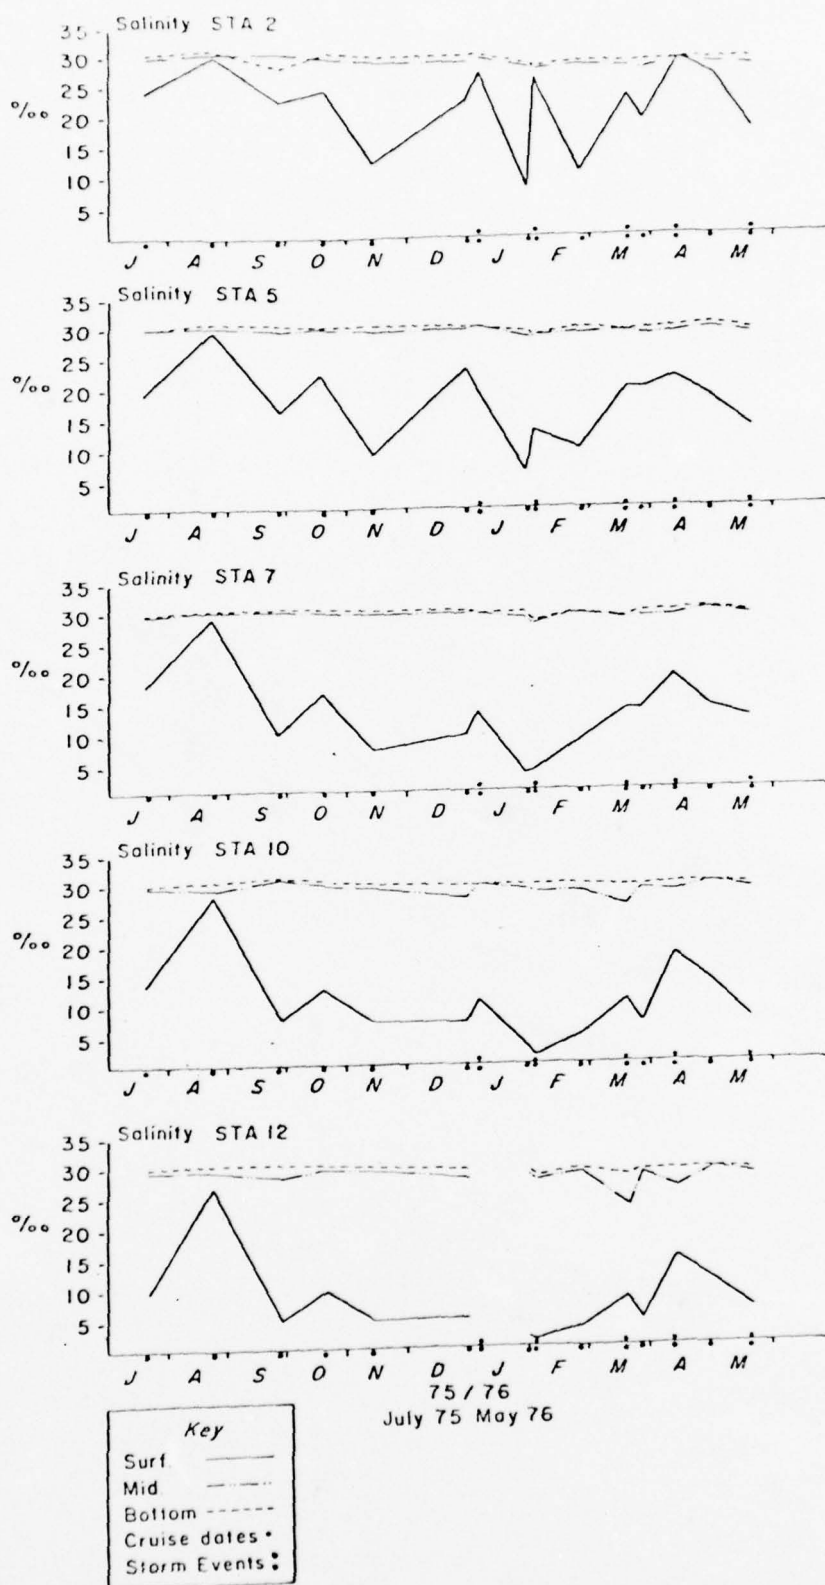 Salinity STA 2
35
30
25
‰ 20
15
10
5
J A S O N D J F M A M
Salinity STA 5
35
30
25
‰ 20
15
10
5
J A S O N D J F M A M
Salinity STA 7
35
30
25
‰ 20
15
10
5
J A S O N D J F M A M
Salinity STA 10
35
30
25
‰ 20
15
10
5
J A S O N D J F M A M
Salinity STA 12
35
30
25
‰ 20
15
10
5
J A S O N D J F M A M
75 / 76
July 75 May 76
Key
Surf.
Mid.
Bottom
Cruise dates
Storm Events